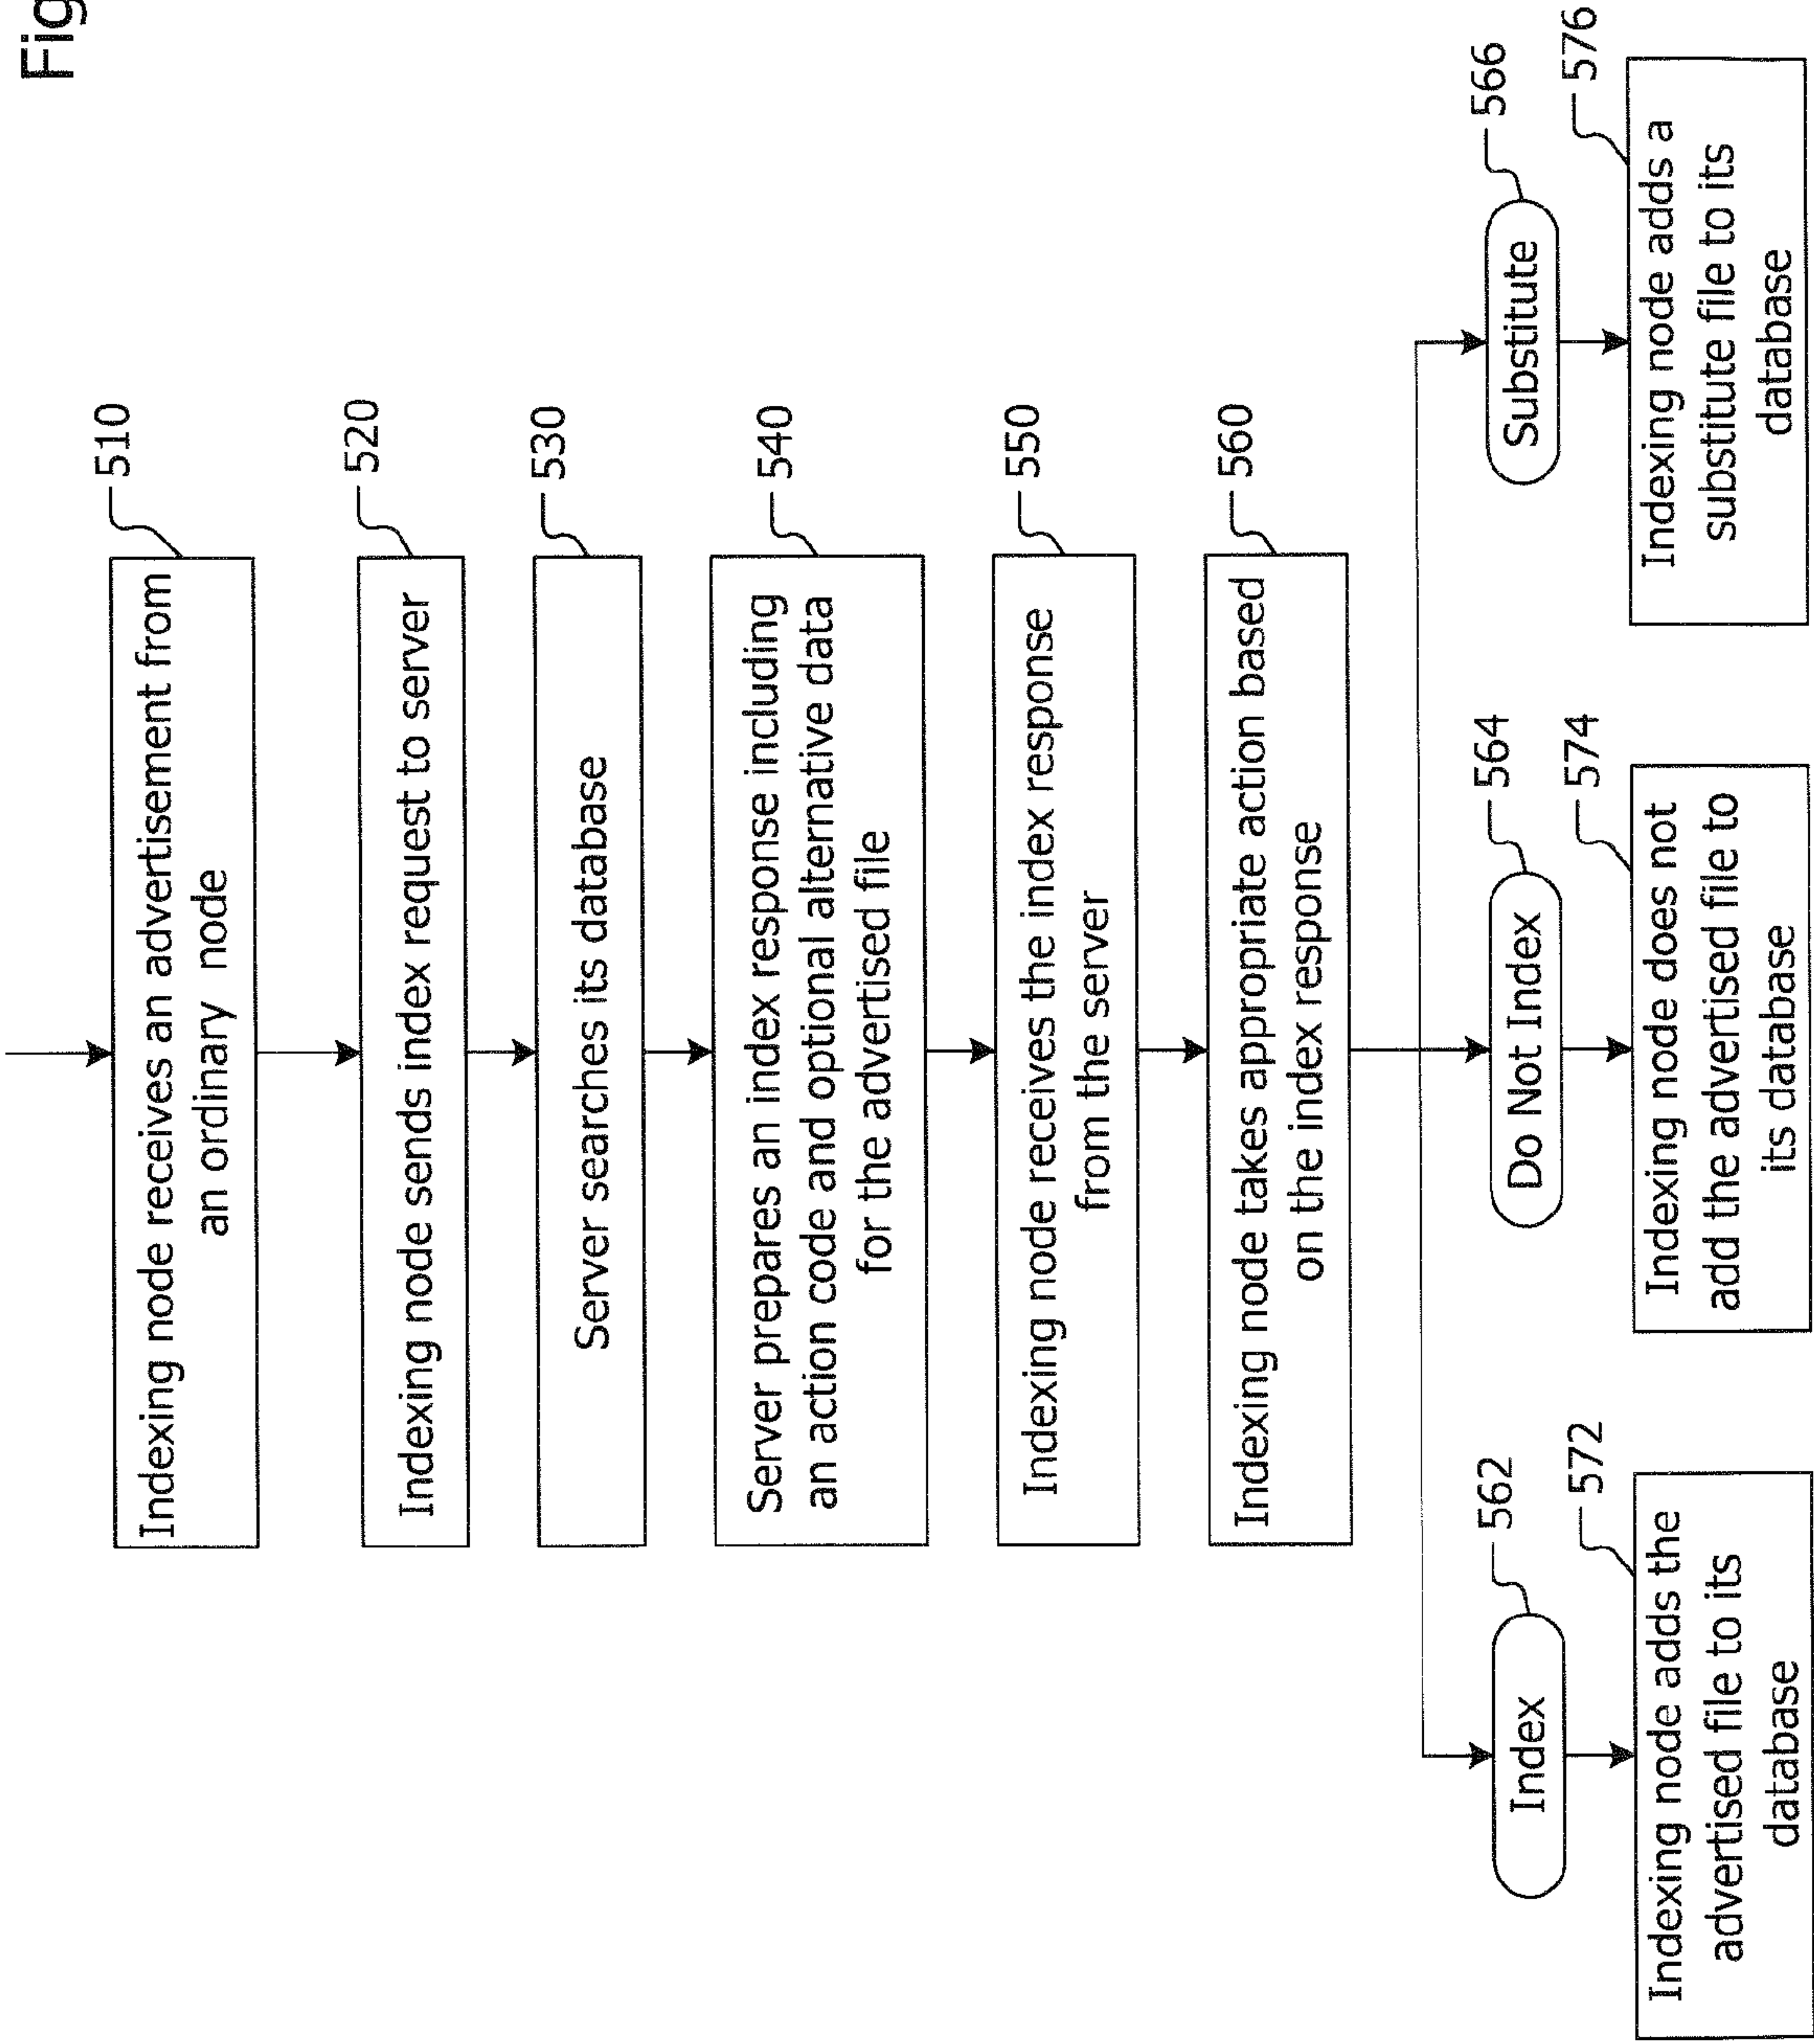 Fig
510
Indexing node receives an advertisement from
an ordinary node
520
Indexing node sends index request to server
530
Server searches its database
540
Server prepares an index response including
an action code and optional alternative data
for the advertised file
550
Indexing node receives the index response
from the server
560
Indexing node takes appropriate action based
on the index response
562
Index
564
Do Not Index
566
Substitute
572
Indexing node adds the
advertised file to its
database
574
Indexing node does not
add the advertised file to
its database
576
Indexing node adds a
substitute file to its
database